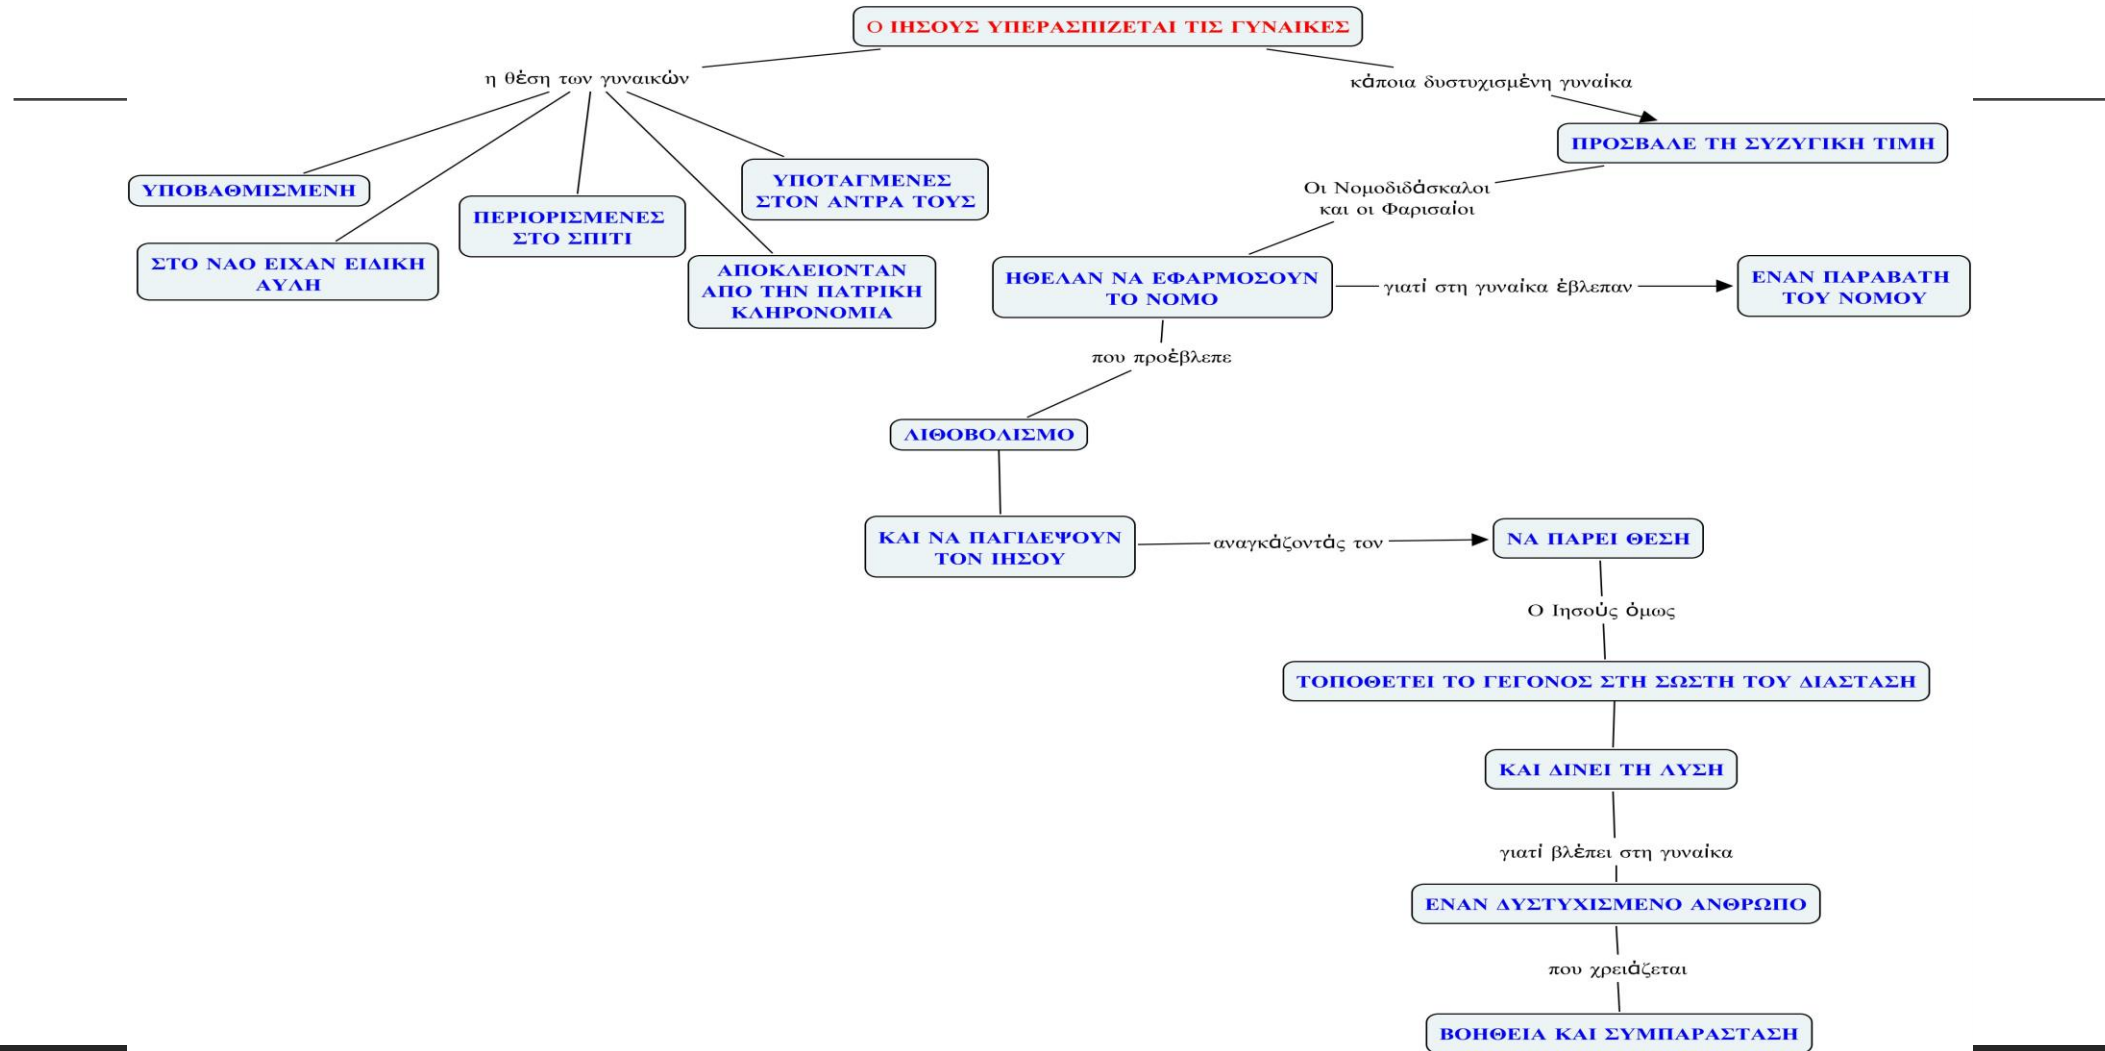 Ο ΙΗΣΟΥΣ ΥΠΕΡΑΣΠΙΖΕΤΑΙ ΤΙΣ ΓΥΝΑΙΚΕΣ
η θέση των γυναικών
ΥΠΟΒΑΘΜΙΣΜΕΝΗ
ΣΤΟ ΝΑΟ ΕΙΧΑΝ ΕΙΔΙΚΗ
ΑΥΛΗ
ΠΕΡΙΟΡΙΣΜΕΝΕΣ
ΣΤΟ ΣΠΙΤΙ
ΑΠΟΚΛΕΙΟΝΤΑΝ
ΑΠΟ ΤΗΝ ΠΑΤΡΙΚΗ
ΚΛΗΡΟΝΟΜΙΑ
ΥΠΟΤΑΓΜΕΝΕΣ
ΣΤΟΝ ΑΝΤΡΑ ΤΟΥΣ
κάποια δυστυχισμένη γυναίκα
ΠΡΟΣΒΑΛΕ ΤΗ ΣΥΖΥΓΙΚΗ ΤΙΜΗ
Οι Νομοδιδάσκαλοι
και οι Φαρισαίοι
ΗΘΕΛΑΝ ΝΑ ΕΦΑΡΜΟΣΟΥΝ
ΤΟ ΝΟΜΟ
γιατί στη γυναίκα έβλεπαν
ΕΝΑΝ ΠΑΡΑΒΑΤΗ
ΤΟΥ ΝΟΜΟΥ
που προέβλεπε
ΛΙΘΟΒΟΛΙΣΜΟ
ΚΑΙ ΝΑ ΠΑΓΙΔΕΨΟΥΝ
ΤΟΝ ΙΗΣΟΥ
αναγκάζοντάς τον
ΝΑ ΠΑΡΕΙ ΘΕΣΗ
Ο Ιησούς όμως
ΤΟΠΟΘΕΤΕΙ ΤΟ ΓΕΓΟΝΟΣ ΣΤΗ ΣΩΣΤΗ ΤΟΥ ΔΙΑΣΤΑΣΗ
ΚΑΙ ΔΙΝΕΙ ΤΗ ΛΥΣΗ
γιατί βλέπει στη γυναίκα
ΕΝΑΝ ΔΥΣΤΥΧΙΣΜΕΝΟ ΑΝΘΡΩΠΟ
που χρειάζεται
ΒΟΗΘΕΙΑ ΚΑΙ ΣΥΜΠΑΡΑΣΤΑΣΗ